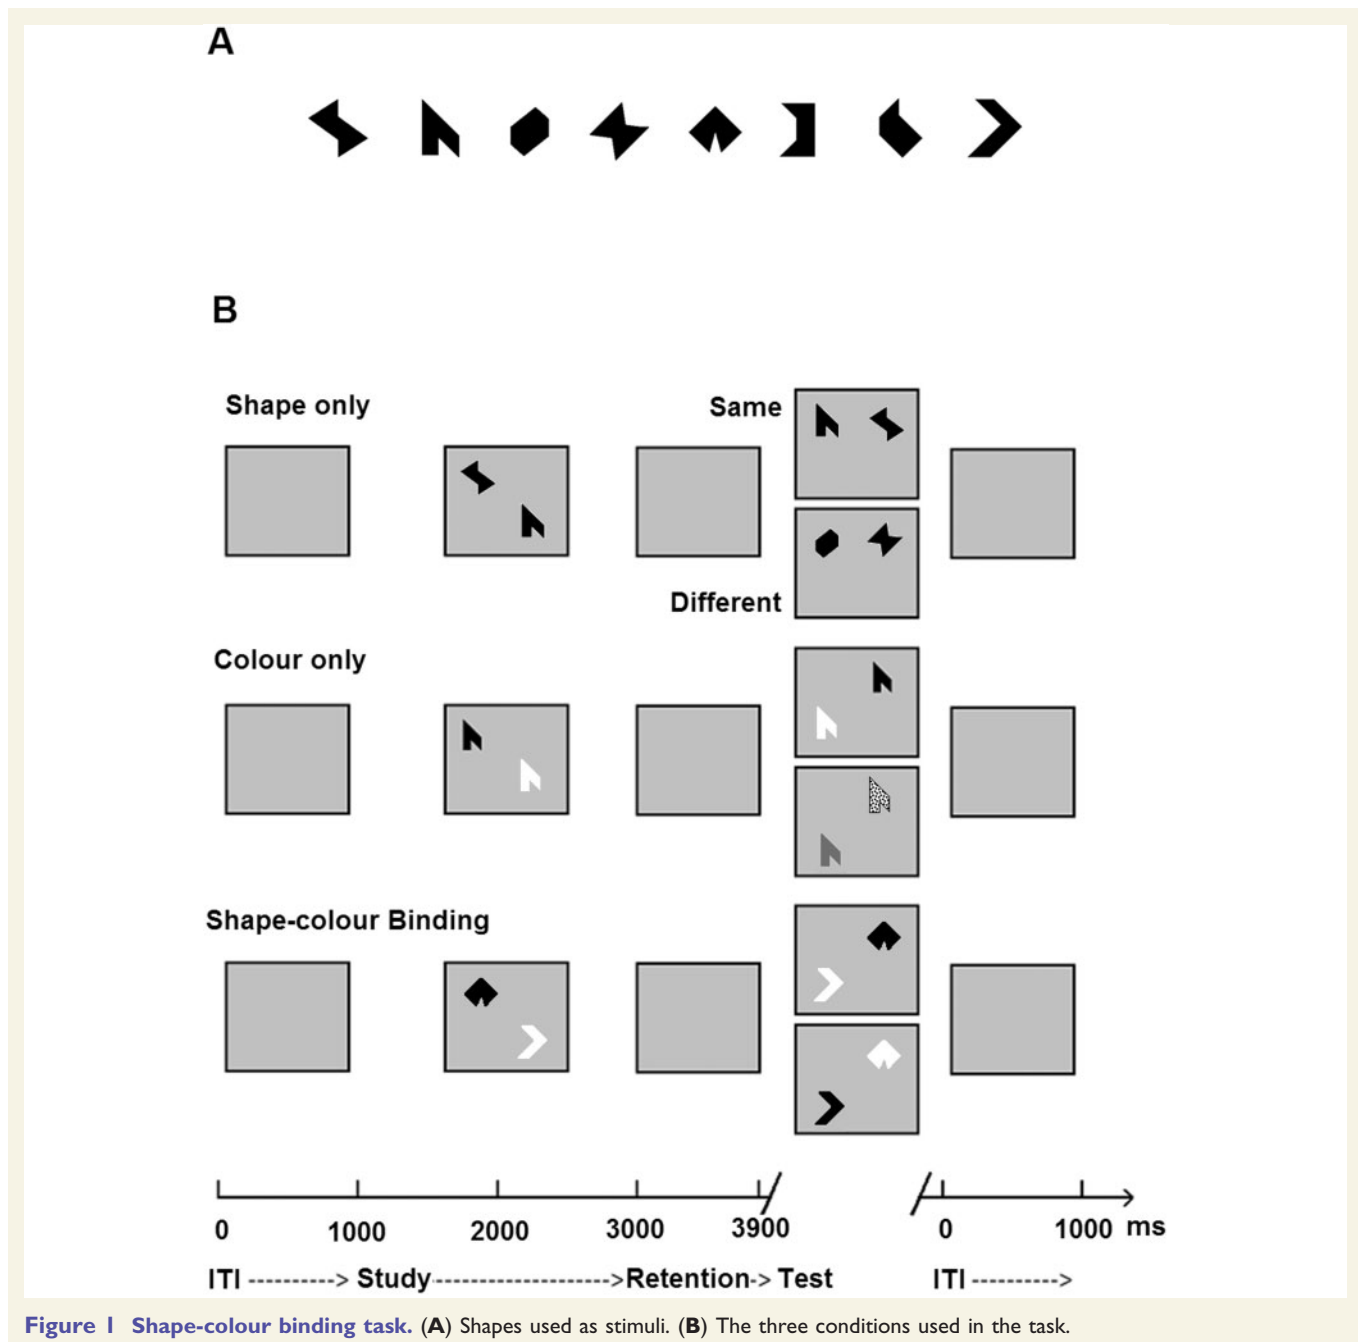 A
B
Shape only
Same
Different
Colour only
Shape-colour Binding
0 1000 2000 3000 3900 0 1000 ms
ITI ----------> Study ------------------->Retention-> Test ITI --------->
Figure 1 Shape-colour binding task. (A) Shapes used as stimuli. (B) The three conditions used in the task.